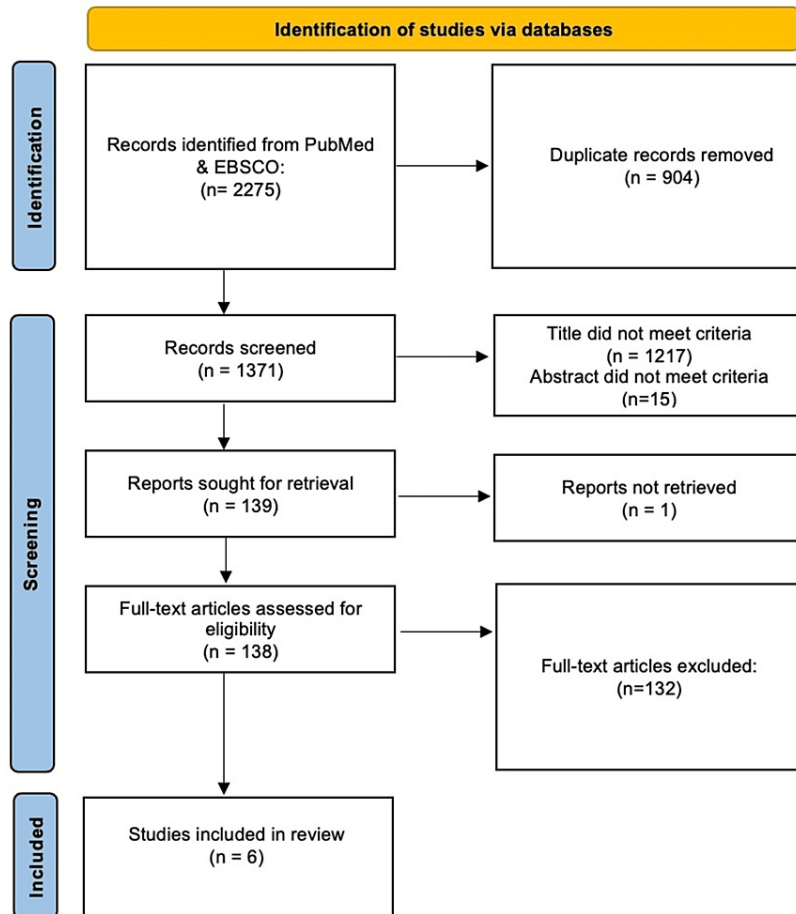 Identification of studies via databases
Identification
Records identified from PubMed
& EBSCO:
(n= 2275)
Duplicate records removed
(n = 904)
Screening
Records screened
(n = 1371)
Title did not meet criteria
(n = 1217)
Abstract did not meet criteria
(n=15)
Reports sought for retrieval
(n = 139)
Reports not retrieved
(n = 1)
Full-text articles assessed for
eligibility
(n = 138)
Full-text articles excluded:
(n=132)
Included
Studies included in review
(n = 6)